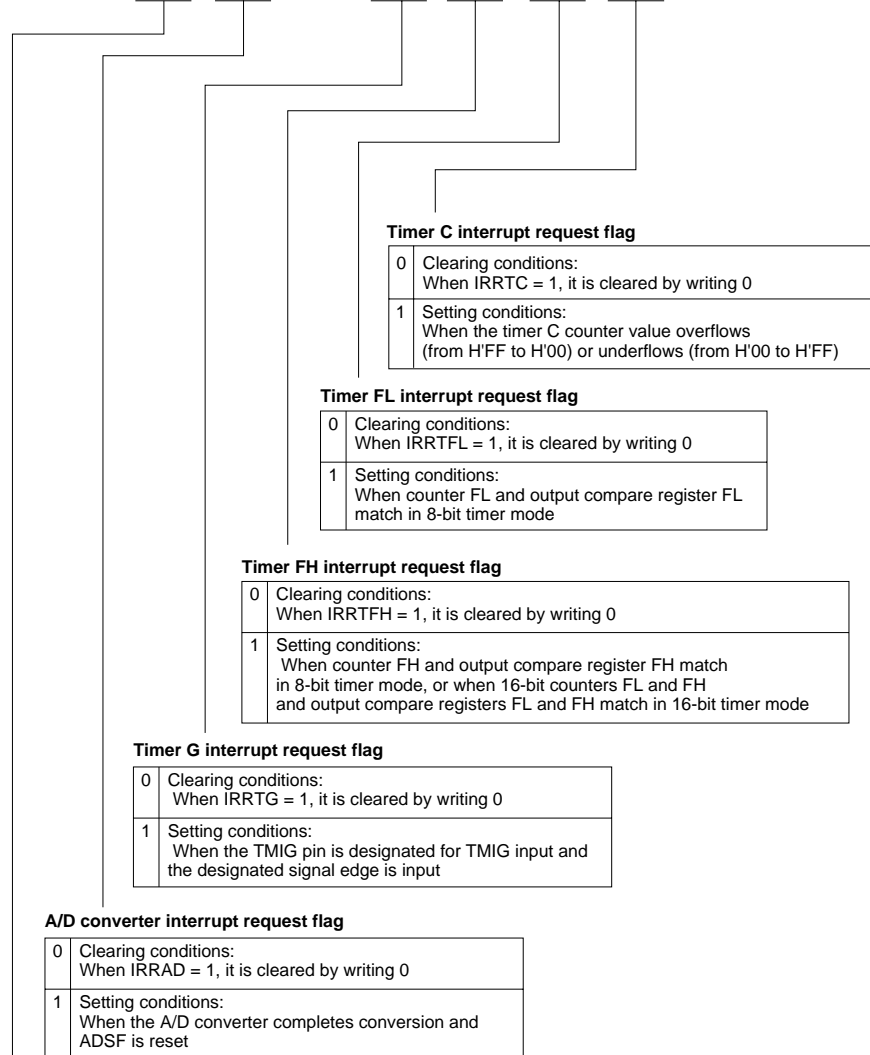 Timer C interrupt request flag
0 Clearing conditions:
When IRRTC = 1, it is cleared by writing 0
1 Setting conditions:
When the timer C counter value overflows
(from H'FF to H'00) or underflows (from H'00 to H'FF)
Timer FL interrupt request flag
0 Clearing conditions:
When IRRTFL = 1, it is cleared by writing 0
1 Setting conditions:
When counter FL and output compare register FL
match in 8-bit timer mode
Timer FH interrupt request flag
0 Clearing conditions:
When IRRTFH = 1, it is cleared by writing 0
1 Setting conditions:
When counter FH and output compare register FH match
in 8-bit timer mode, or when 16-bit counters FL and FH
and output compare registers FL and FH match in 16-bit timer mode
Timer G interrupt request flag
0 Clearing conditions:
When IRRTG = 1, it is cleared by writing 0
1 Setting conditions:
When the TMIG pin is designated for TMIG input and
the designated signal edge is input
A/D converter interrupt request flag
0 Clearing conditions:
When IRRAD = 1, it is cleared by writing 0
1 Setting conditions:
When the A/D converter completes conversion and
ADSF is reset